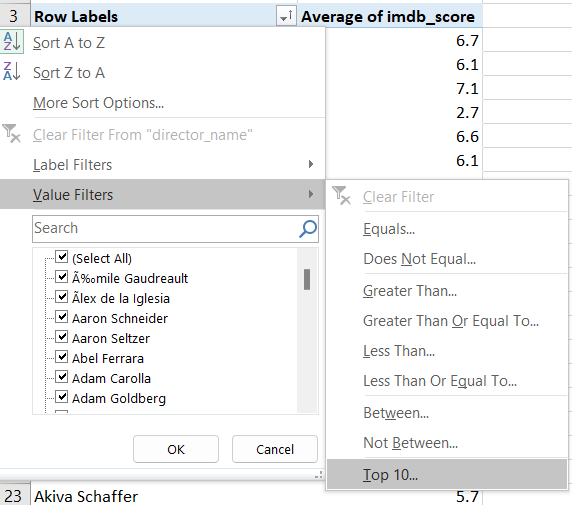 3 Row Labels Average of imdb_score
Sort A to Z 6.7
Sort Z to A 6.1
More Sort Options... 7.1
Clear Filter From "director_name" 2.7
6.6
Label Filters 6.1
Value Filters
Clear Filter
Search
Equals...
(Select All)
Does Not Equal...
Ã‰mile Gaudreault
Ãlex de la Iglesia
Greater Than...
Aaron Schneider
Greater Than Or Equal To...
Aaron Seltzer
Less Than...
Abel Ferrara
Adam Carolla
Less Than Or Equal To...
Adam Goldberg
Between...
Not Between...
OK Cancel
Top 10...
23 Akiva Schaffer 5.7